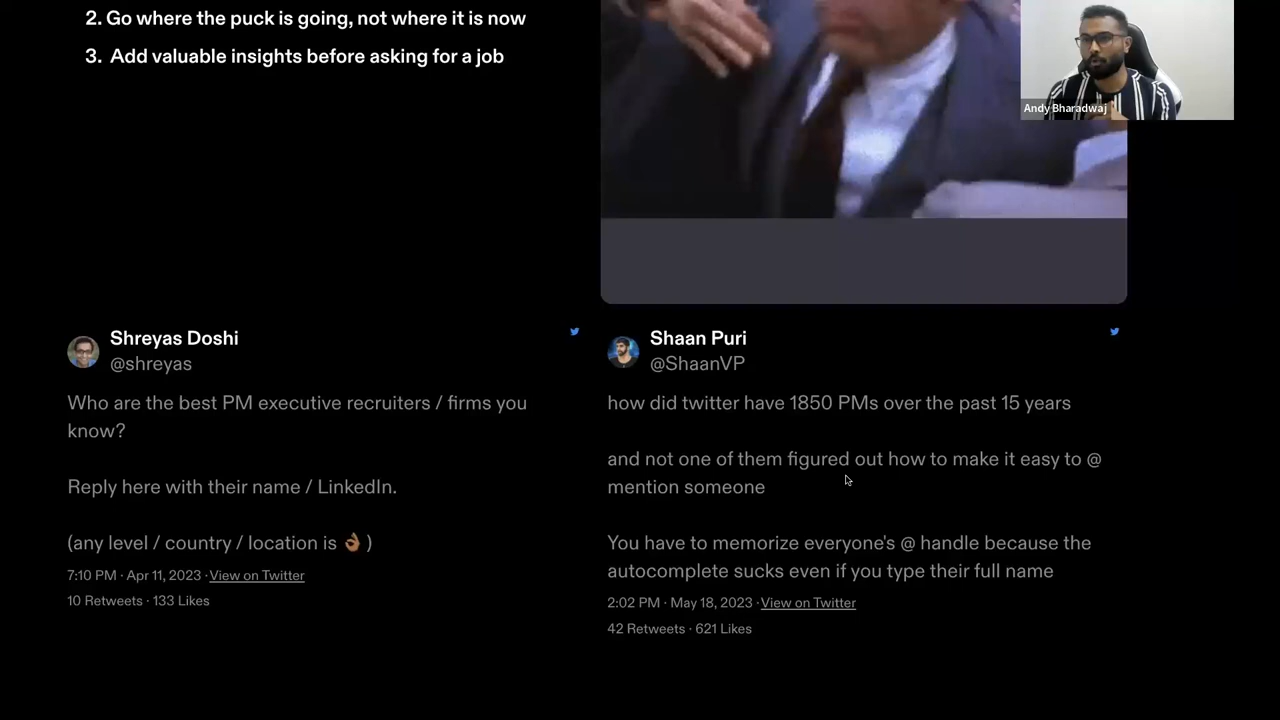 2. Go where the puck is going, not where it is now
3. Add valuable insights before asking for a job
Andy Bharadwaj
Shreyas Doshi
@shreyas
Who are the best PM executive recruiters / firms you
know?
Reply here with their name / LinkedIn.
(any level / country / location is 👌🏾 )
7:10 PM · Apr 11, 2023 · View on Twitter
10 Retweets · 133 Likes
Shaan Puri
@ShaanVP
how did twitter have 1850 PMs over the past 15 years
and not one of them figured out how to make it easy to @
mention someone
You have to memorize everyone's @ handle because the
autocomplete sucks even if you type their full name
2:02 PM · May 18, 2023 · View on Twitter
42 Retweets · 621 Likes